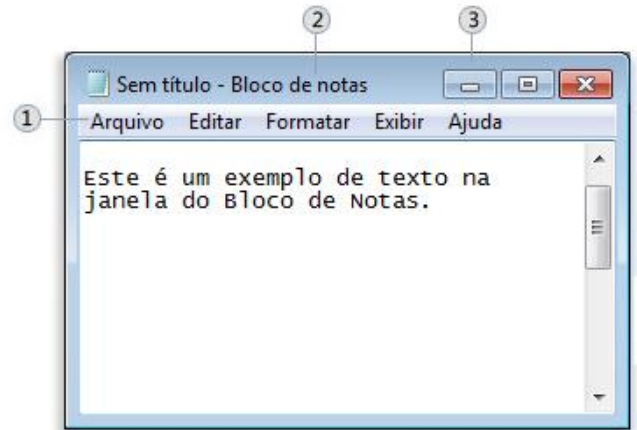 2
3
Sem título - Bloco de notas
1
Arquivo Editar Formatar Exibir Ajuda
Este é um exemplo de texto na
janela do Bloco de Notas.